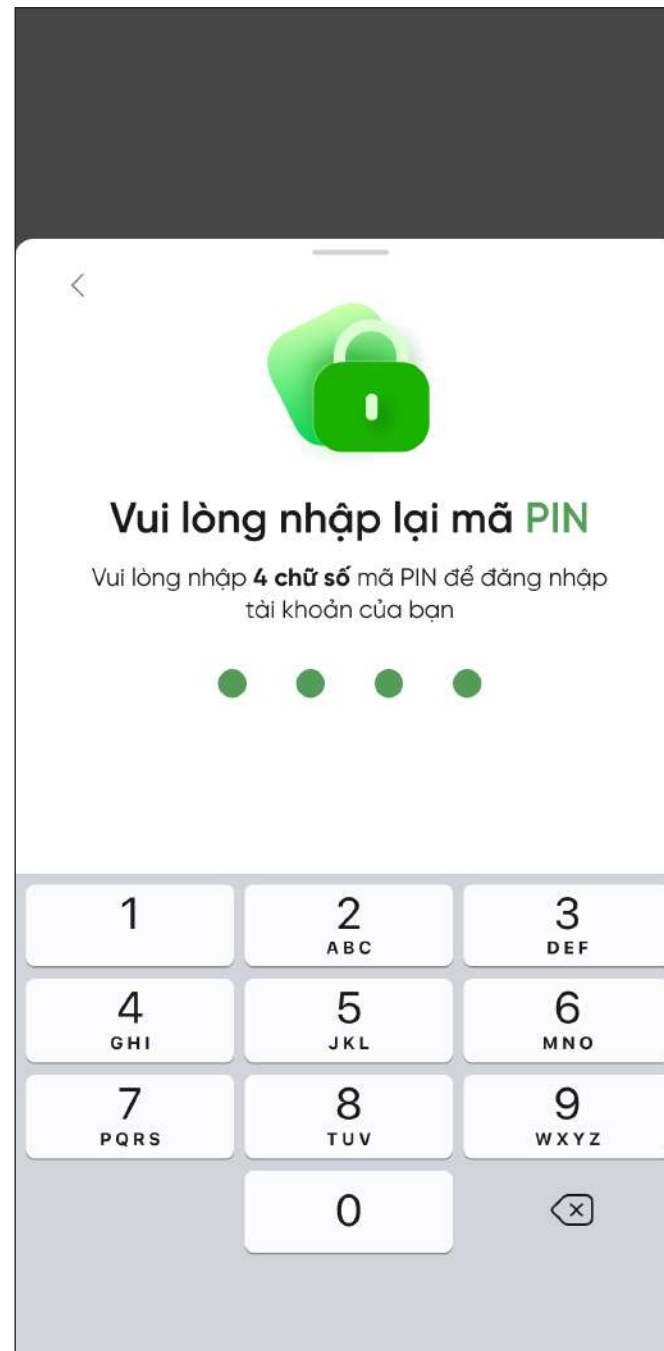 Vui lòng nhập lại mã PIN
Vui lòng nhập 4 chữ số mã PIN để đăng nhập
tài khoản của bạn
1 2 3
ABC DEF
4 5 6
GHI JKL MNO
7 8 9
PQRS TUV WXYZ
0